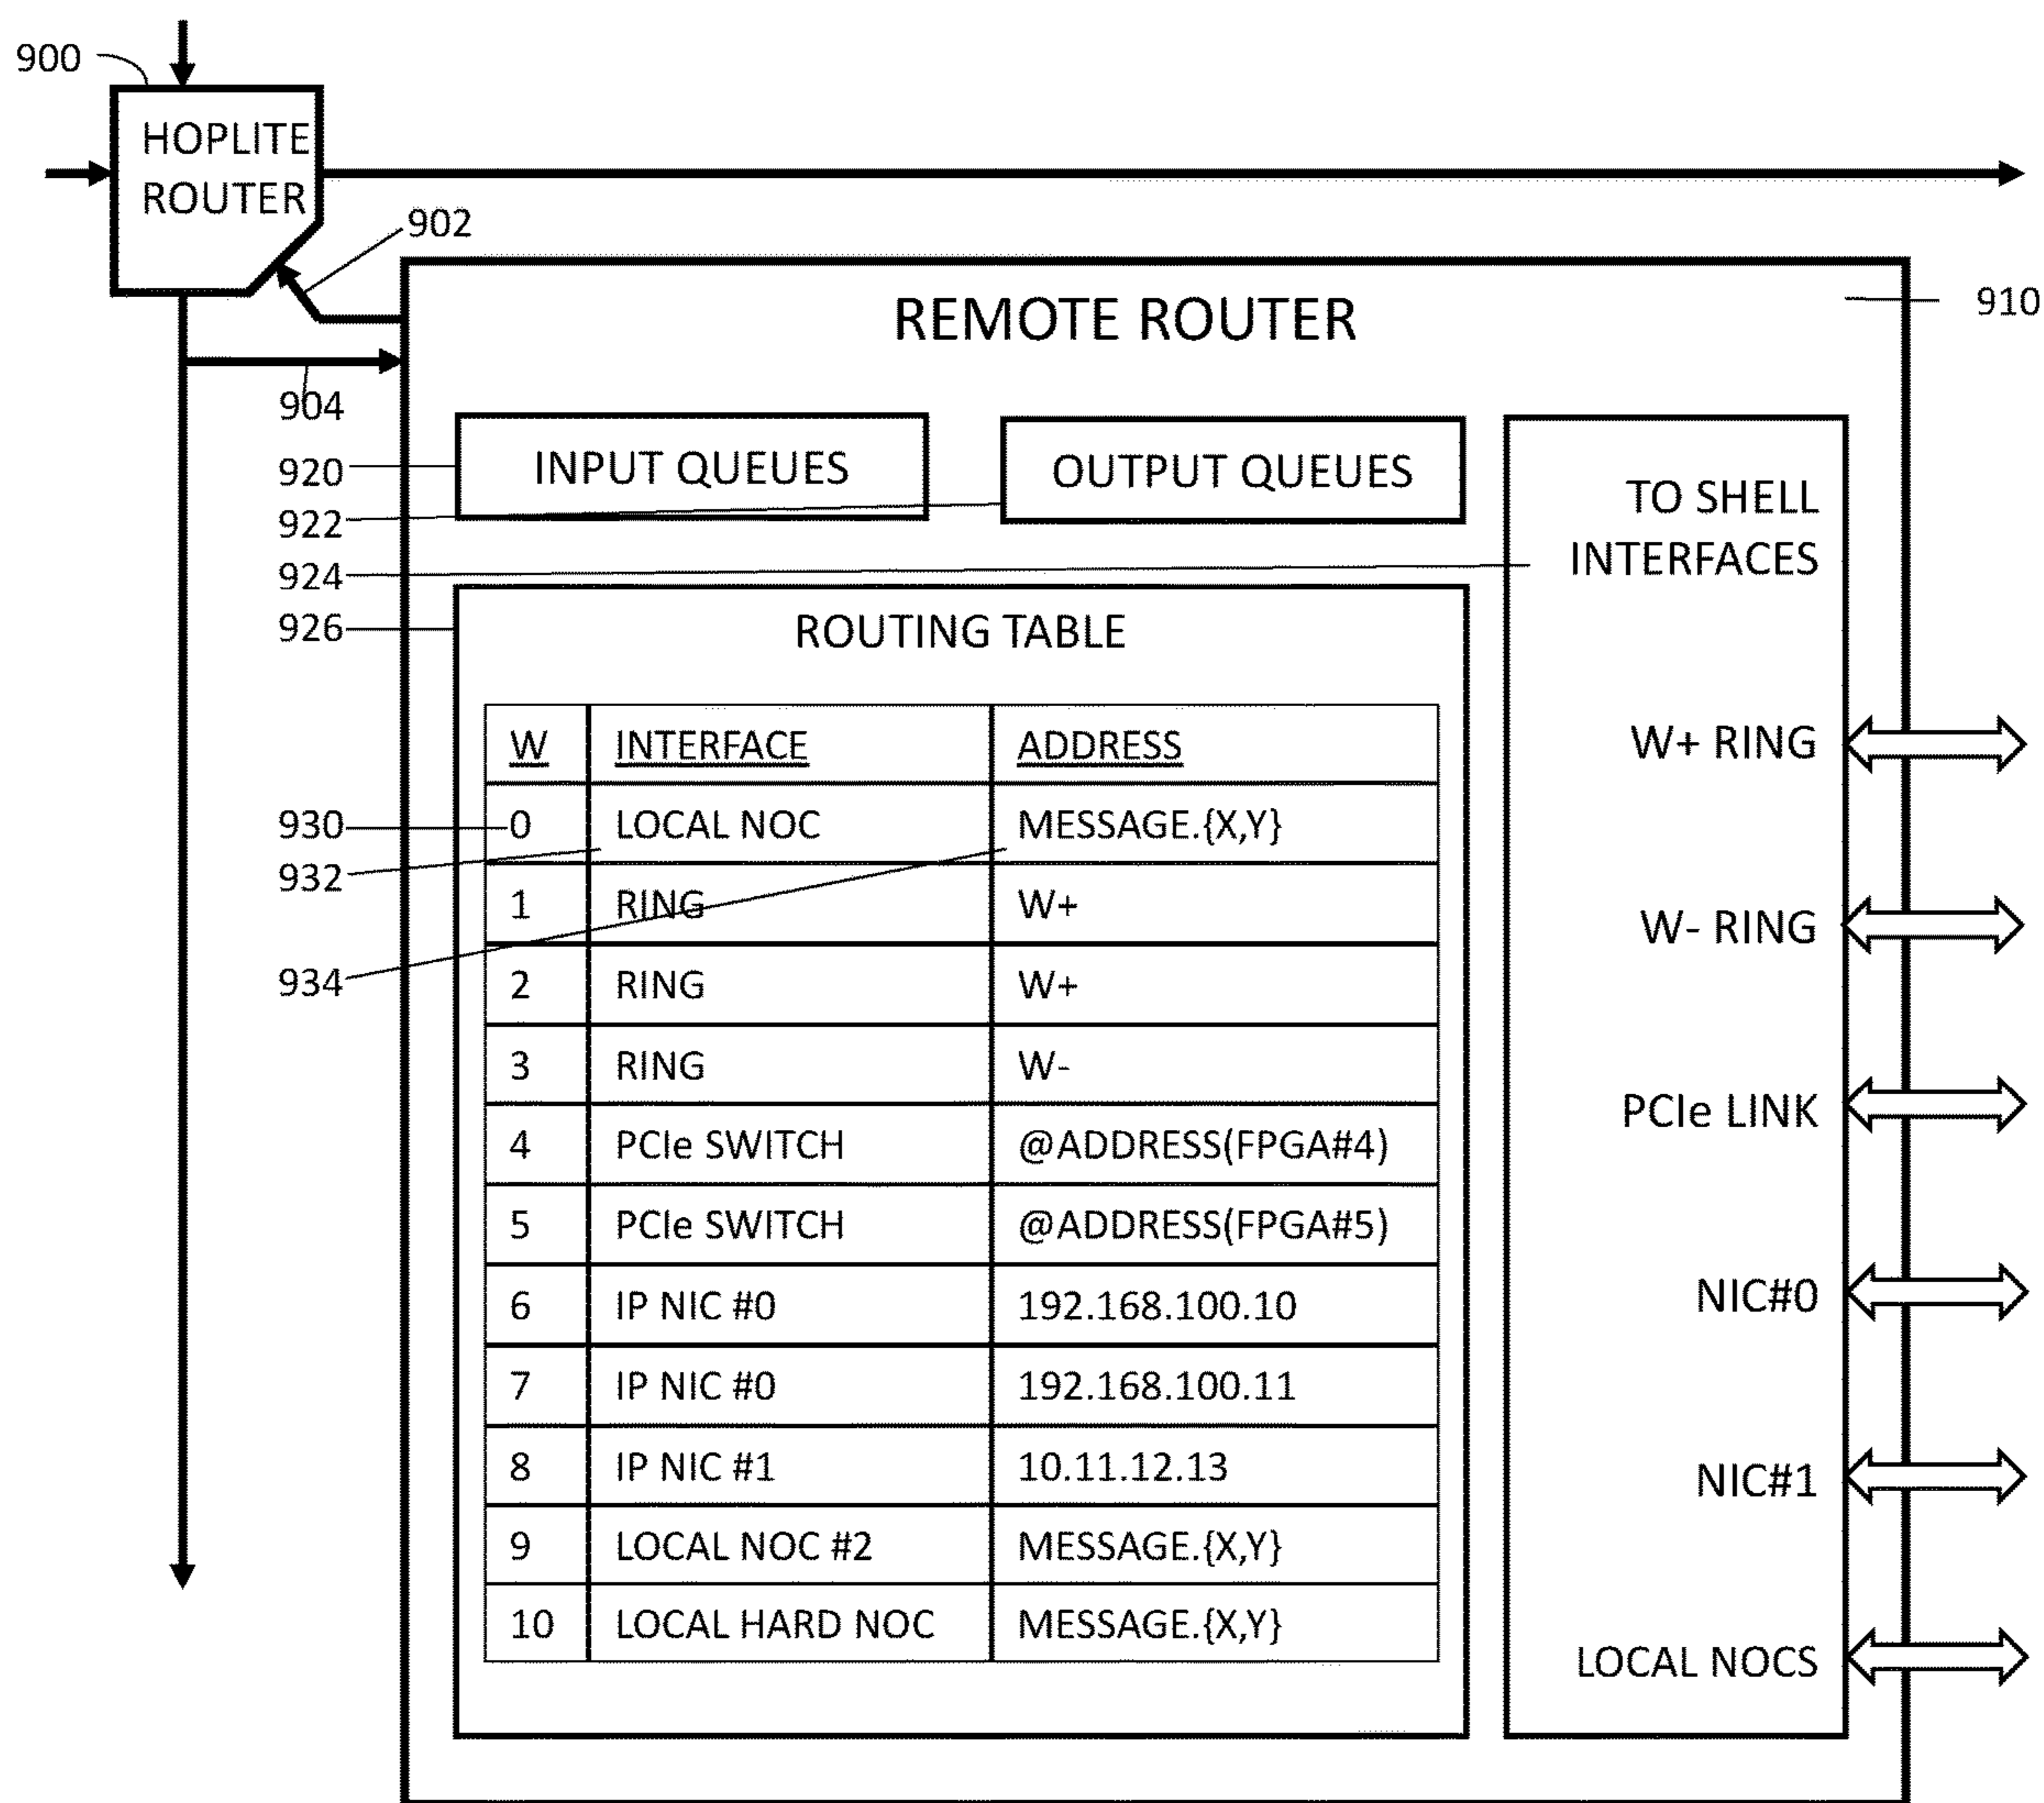 900
HOPLITE
ROUTER
902
REMOTE ROUTER
910
904
920
INPUT QUEUES
OUTPUT QUEUES
922
924
926
TO SHELL
INTERFACES
ROUTING TABLE
W INTERFACE ADDRESS
930
0 LOCAL NOC MESSAGE.{X,Y}
932
1 RING W+
934
2 RING W+
3 RING W-
4 PCIe SWITCH @ADDRESS(FPGA#4)
5 PCIe SWITCH @ADDRESS(FPGA#5)
6 IP NIC #0 192.168.100.10
7 IP NIC #0 192.168.100.11
8 IP NIC #1 10.11.12.13
9 LOCAL NOC #2 MESSAGE.{X,Y}
10 LOCAL HARD NOC MESSAGE.{X,Y}
W+ RING
W- RING
PCIe LINK
NIC#0
NIC#1
LOCAL NOCS